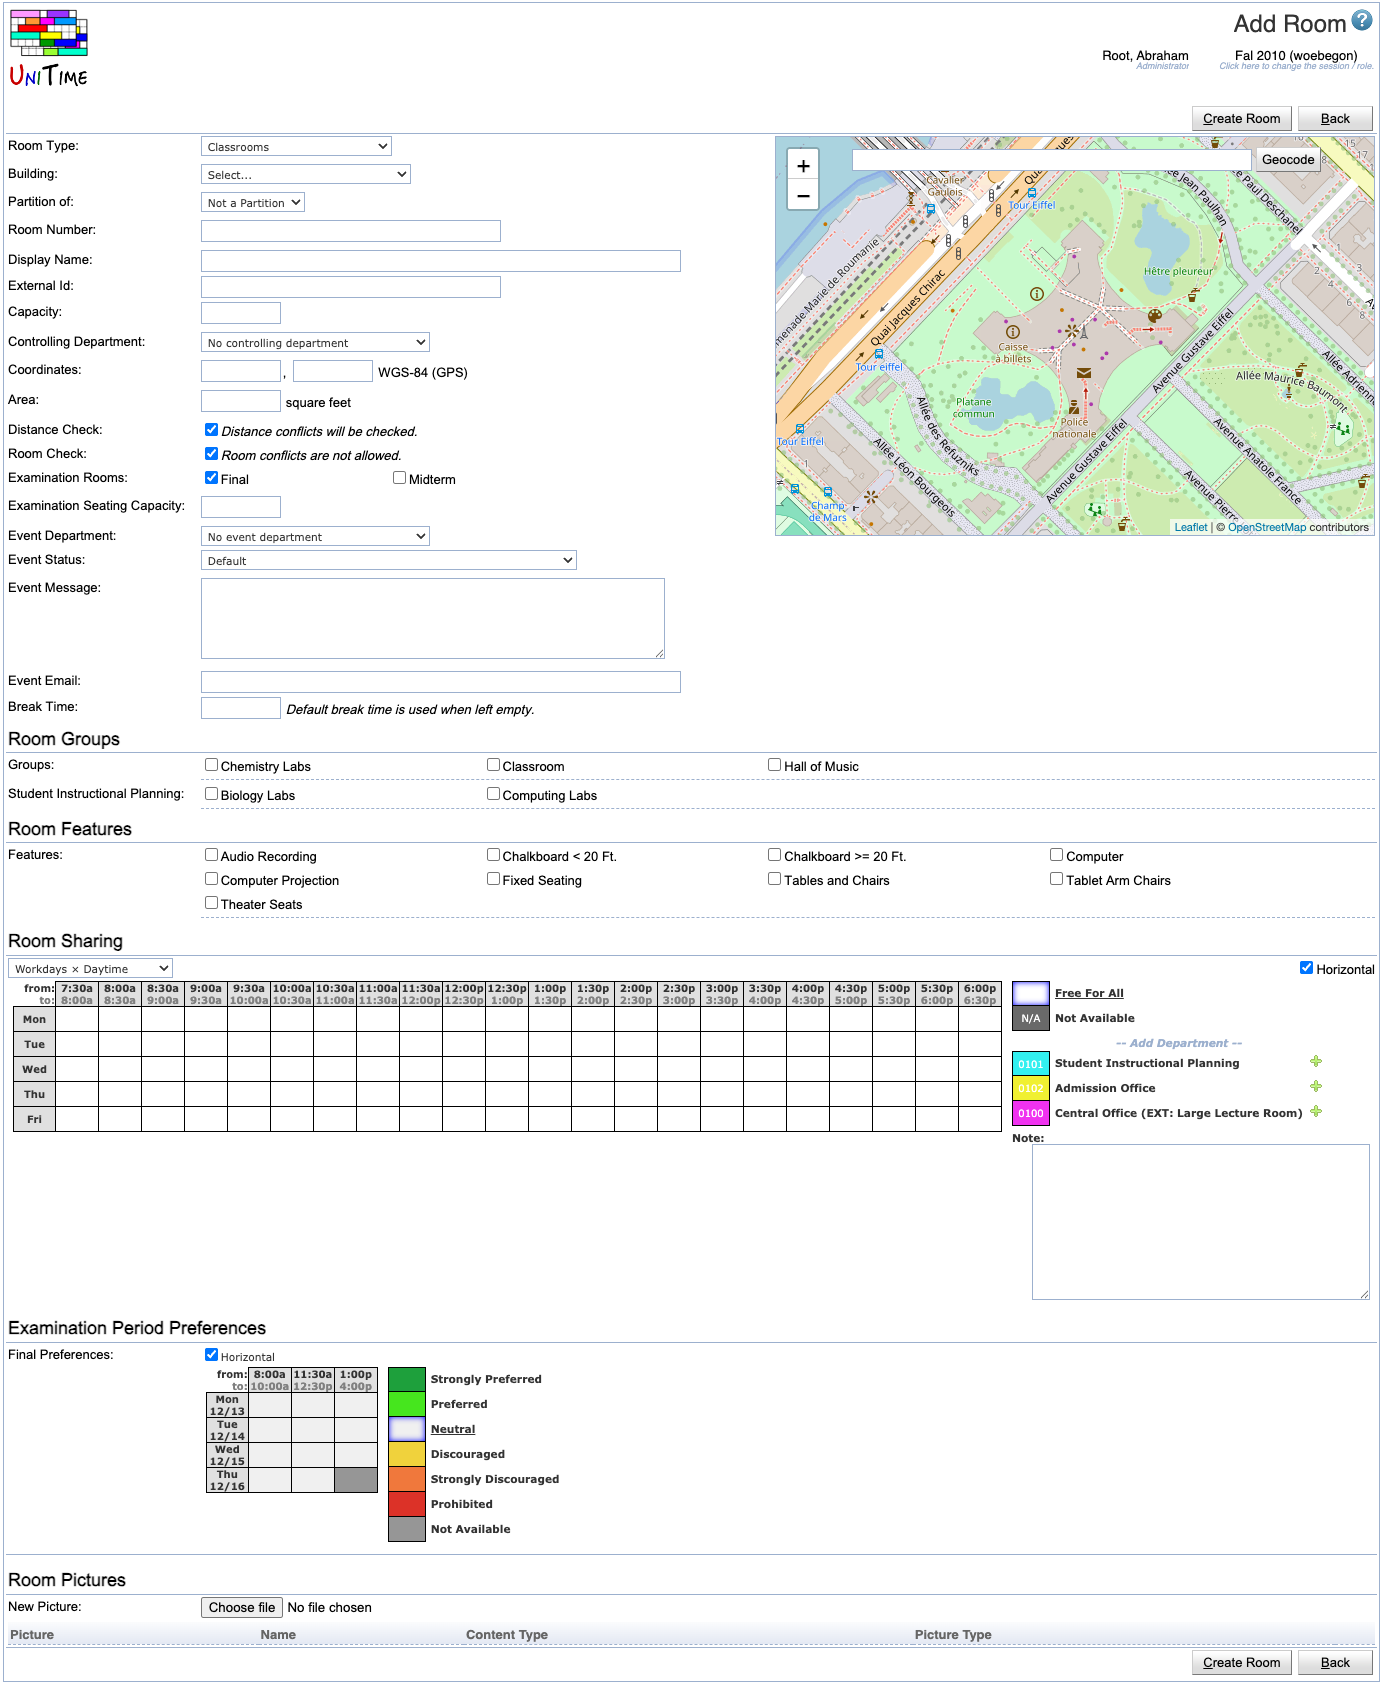 UNITIME
Add Room
Root, Abraham
Administrator
Fal 2010 (woebegon)
Click here to change the session / role.
Create Room
Back
Room Type:
Classrooms
Building:
Select...
Partition of:
Not a Partition
Room Number:
Display Name:
External Id:
Capacity:
Controlling Department:
No controlling department
Coordinates:
, WGS-84 (GPS)
Area:
square feet
Distance Check:
Distance conflicts will be checked.
Room Check:
Room conflicts are not allowed.
Examination Rooms:
Final
Midterm
Examination Seating Capacity:
Event Department:
No event department
Event Status:
Default
Event Message:
Event Email:
Break Time:
Default break time is used when left empty.
+
−
Geocode
Cavalier
Gaulois
Tour Eiffel
Hêtre pleureur
Quai Jacques Chirac
Caisse
à billets
Tour eiffel
Platane
commun
Police
nationale
Tour Eiffel
Champ
de Mars
Allée des Refuzniks
Allée Léon Bourgeois
Avenue Gustave Eiffel
Avenue Gustave Eiffel
Allée Maurice Baumont
Avenue Anatole France
Leaflet | © OpenStreetMap contributors
Room Groups
Groups:
Chemistry Labs
Classroom
Hall of Music
Student Instructional Planning:
Biology Labs
Computing Labs
Room Features
Features:
Audio Recording
Chalkboard < 20 Ft.
Chalkboard >= 20 Ft.
Computer
Computer Projection
Fixed Seating
Tables and Chairs
Tablet Arm Chairs
Theater Seats
Room Sharing
Workdays × Daytime
Horizontal
from: 7:30a 8:00a 8:30a 9:00a 9:30a 10:00a 10:30a 11:00a 11:30a 12:00p 12:30p 1:00p 1:30p 2:00p 2:30p 3:00p 3:30p 4:00p 4:30p 5:00p 5:30p 6:00p
to: 8:00a 8:30a 9:00a 9:30a 10:00a 10:30a 11:00a 11:30a 12:00p 12:30p 1:00p 1:30p 2:00p 2:30p 3:00p 3:30p 4:00p 4:30p 5:00p 5:30p 6:00p 6:30p
Mon
Tue
Wed
Thu
Fri
Free For All
N/A Not Available
-- Add Department --
0101 Student Instructional Planning
0102 Admission Office
0100 Central Office (EXT: Large Lecture Room)
Note:
Examination Period Preferences
Final Preferences:
Horizontal
from: 8:00a 11:30a 1:00p
to: 10:00a 12:30p 4:00p
Mon
12/13
Tue
12/14
Wed
12/15
Thu
12/16
Strongly Preferred
Preferred
Neutral
Discouraged
Strongly Discouraged
Prohibited
Not Available
Room Pictures
New Picture:
Choose file No file chosen
Picture
Name
Content Type
Picture Type
Create Room
Back